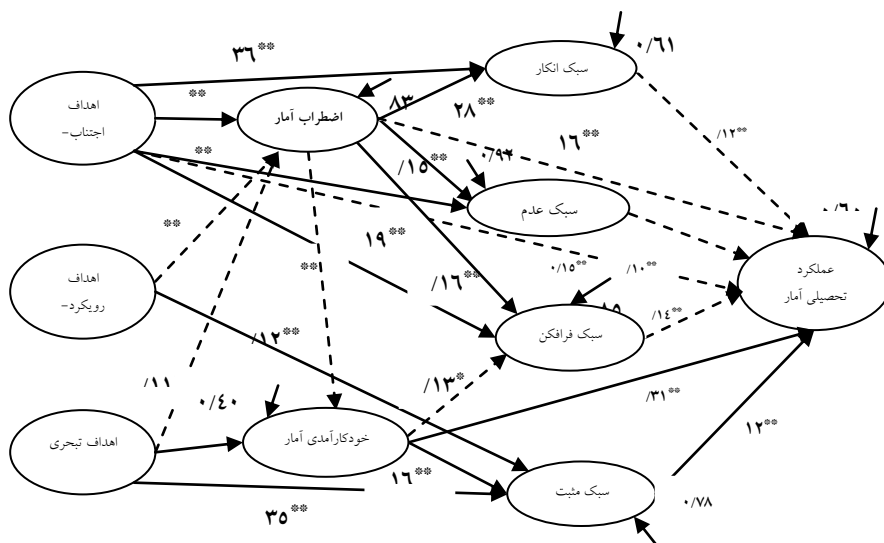 ۰/۶۱
۳۶**
سبک انکار
اهداف
اجتناب-
**
اضطراب آمار
۸۳
۲۸**
/۱۲**
۱۶**
**
/۱۵**
۰/۹۲
سبک عدم
**
۱۹**
عملکرد
تحصیلی آمار
اهداف
رویکرد-
**
/۱۶**
۰/۱۵**
/۱۰**
/۱۴**
سبک فرافکن
/۱۲**
/۱۱
/۱۳*
۰/۴۰
/۳۱**
اهداف تبحری
خودکارآمدی آمار
۱۲**
۱۶**
سبک مثبت
۰/۷۸
۳۵**